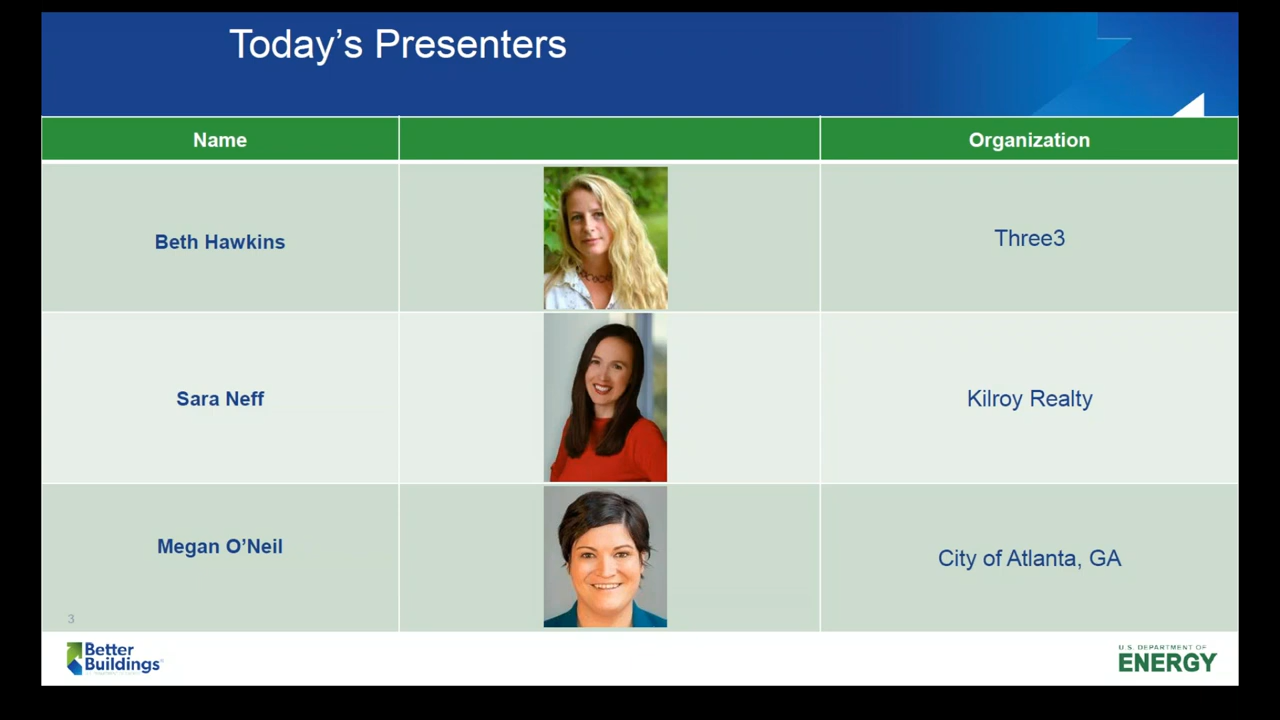 Today’s Presenters
Name
Organization
Beth Hawkins
Three3
Sara Neff
Kilroy Realty
Megan O’Neil
City of Atlanta, GA
3
Better
Buildings
U.S. DEPARTMENT OF
ENERGY